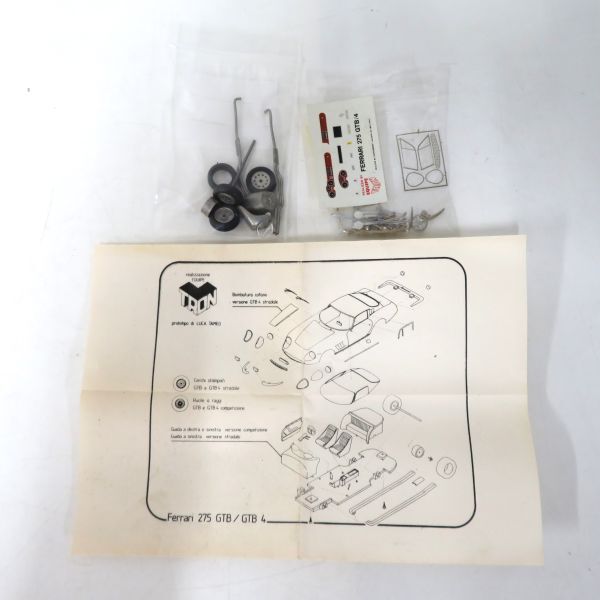 FERRARI 275 GTB/4
realizzazione
l'equipe
TRON
prototipo di LUCA TAMEO
Bombatura cofano
versione GTB 4 stradale
Cerchi stampati
GTB e GTB 4 stradale
Ruote a raggi
GTB e GTB 4 competizione
Guida a destra o sinistra versione competizione
Guida a sinistra versione stradale
Ferrari 275 GTB / GTB 4